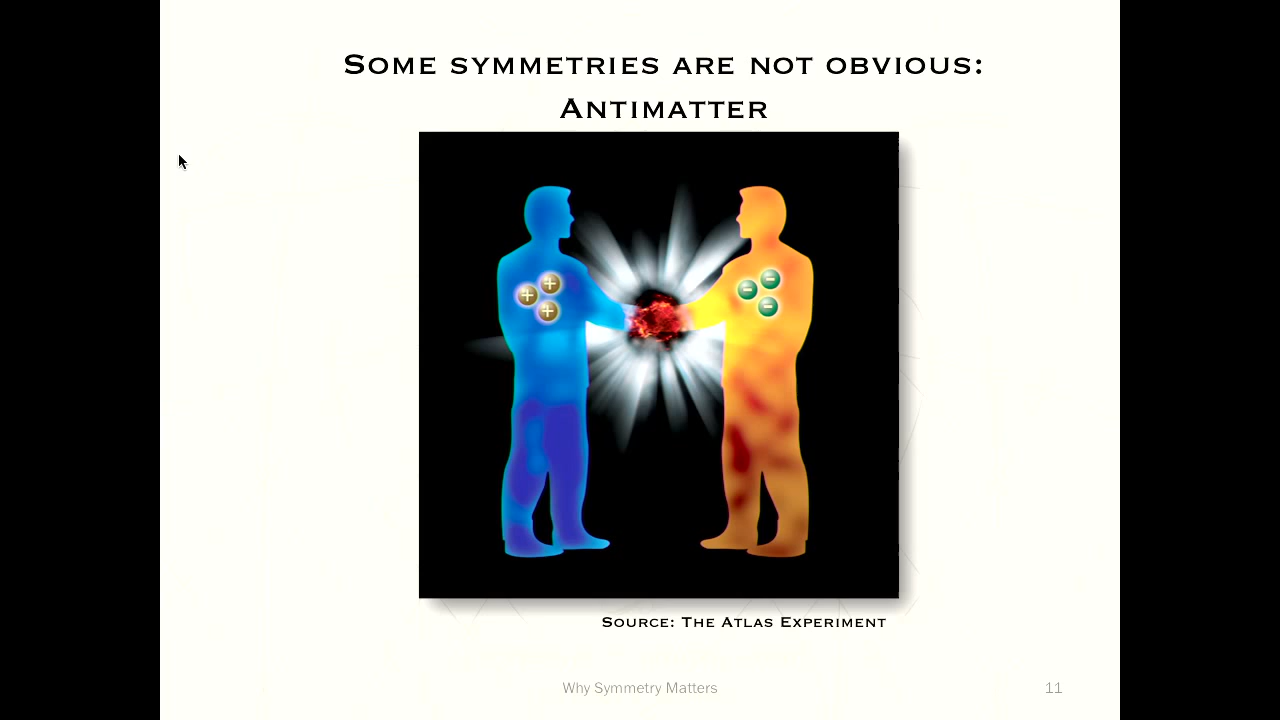 Some symmetries are not obvious:
Antimatter
+
+
+
-
-
-
Source: The Atlas Experiment
Why Symmetry Matters
11